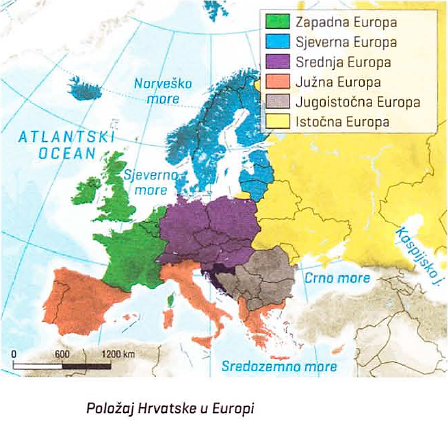 Zapadna Europa
Sjeverna Europa
Srednja Europa
Južna Europa
Jugoistočna Europa
Istočna Europa
Norveško
more
ATLANTSKI
OCEAN
Sjeverno
more
Kaspijsko j.
Crno more
0 600 1200 km
Sredozemno more
Položaj Hrvatske u Europi